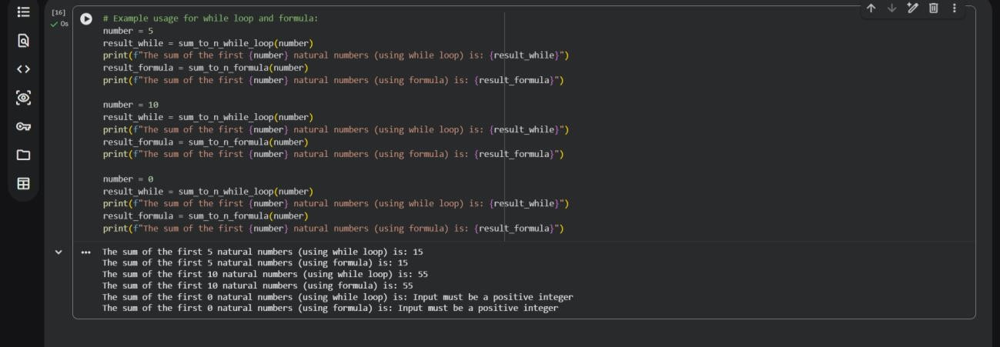 [16]
0s
# Example usage for while loop and formula:
number = 5
result_while = sum_to_n_while_loop(number)
print(f"The sum of the first {number} natural numbers (using while loop) is: {result_while}")
result_formula = sum_to_n_formula(number)
print(f"The sum of the first {number} natural numbers (using formula) is: {result_formula}")
number = 10
result_while = sum_to_n_while_loop(number)
print(f"The sum of the first {number} natural numbers (using while loop) is: {result_while}")
result_formula = sum_to_n_formula(number)
print(f"The sum of the first {number} natural numbers (using formula) is: {result_formula}")
number = 0
result_while = sum_to_n_while_loop(number)
print(f"The sum of the first {number} natural numbers (using while loop) is: {result_while}")
result_formula = sum_to_n_formula(number)
print(f"The sum of the first {number} natural numbers (using formula) is: {result_formula}")
The sum of the first 5 natural numbers (using while loop) is: 15
The sum of the first 5 natural numbers (using formula) is: 15
The sum of the first 10 natural numbers (using while loop) is: 55
The sum of the first 10 natural numbers (using formula) is: 55
The sum of the first 0 natural numbers (using while loop) is: Input must be a positive integer
The sum of the first 0 natural numbers (using formula) is: Input must be a positive integer